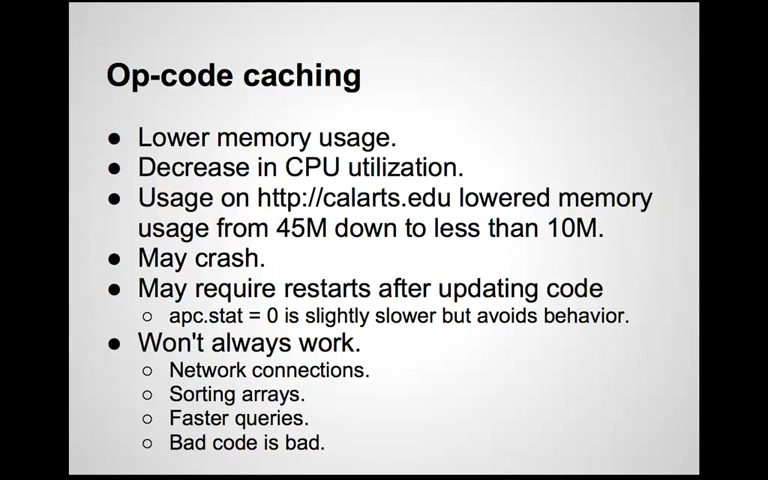 Op-code caching
● Lower memory usage.
● Decrease in CPU utilization.
● Usage on http://calarts.edu lowered memory
usage from 45M down to less than 10M.
● May crash.
● May require restarts after updating code
○ apc.stat = 0 is slightly slower but avoids behavior.
● Won't always work.
○ Network connections.
○ Sorting arrays.
○ Faster queries.
○ Bad code is bad.